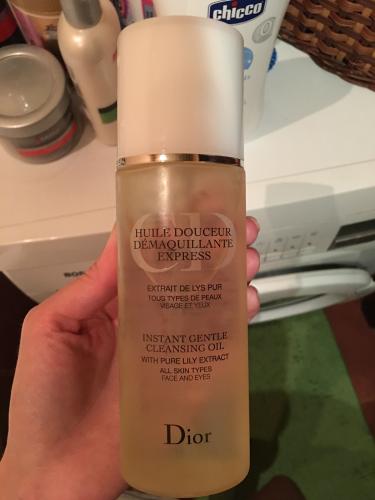 chicco
CD
HUILE DOUCEUR
DÉMAQUILLANTE
EXPRESS
EXTRAIT DE LYS PUR
TOUS TYPES DE PEAUX
VISAGE ET YEUX
INSTANT GENTLE
CLEANSING OIL
WITH PURE LILY EXTRACT
ALL SKIN TYPES
FACE AND EYES
Dior